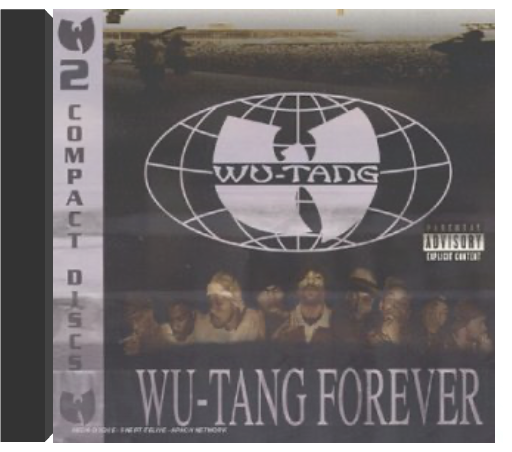 2 COMPACT DISCS
WU-TANG
PARENTAL
ADVISORY
EXPLICIT CONTENT
WU-TANG FOREVER